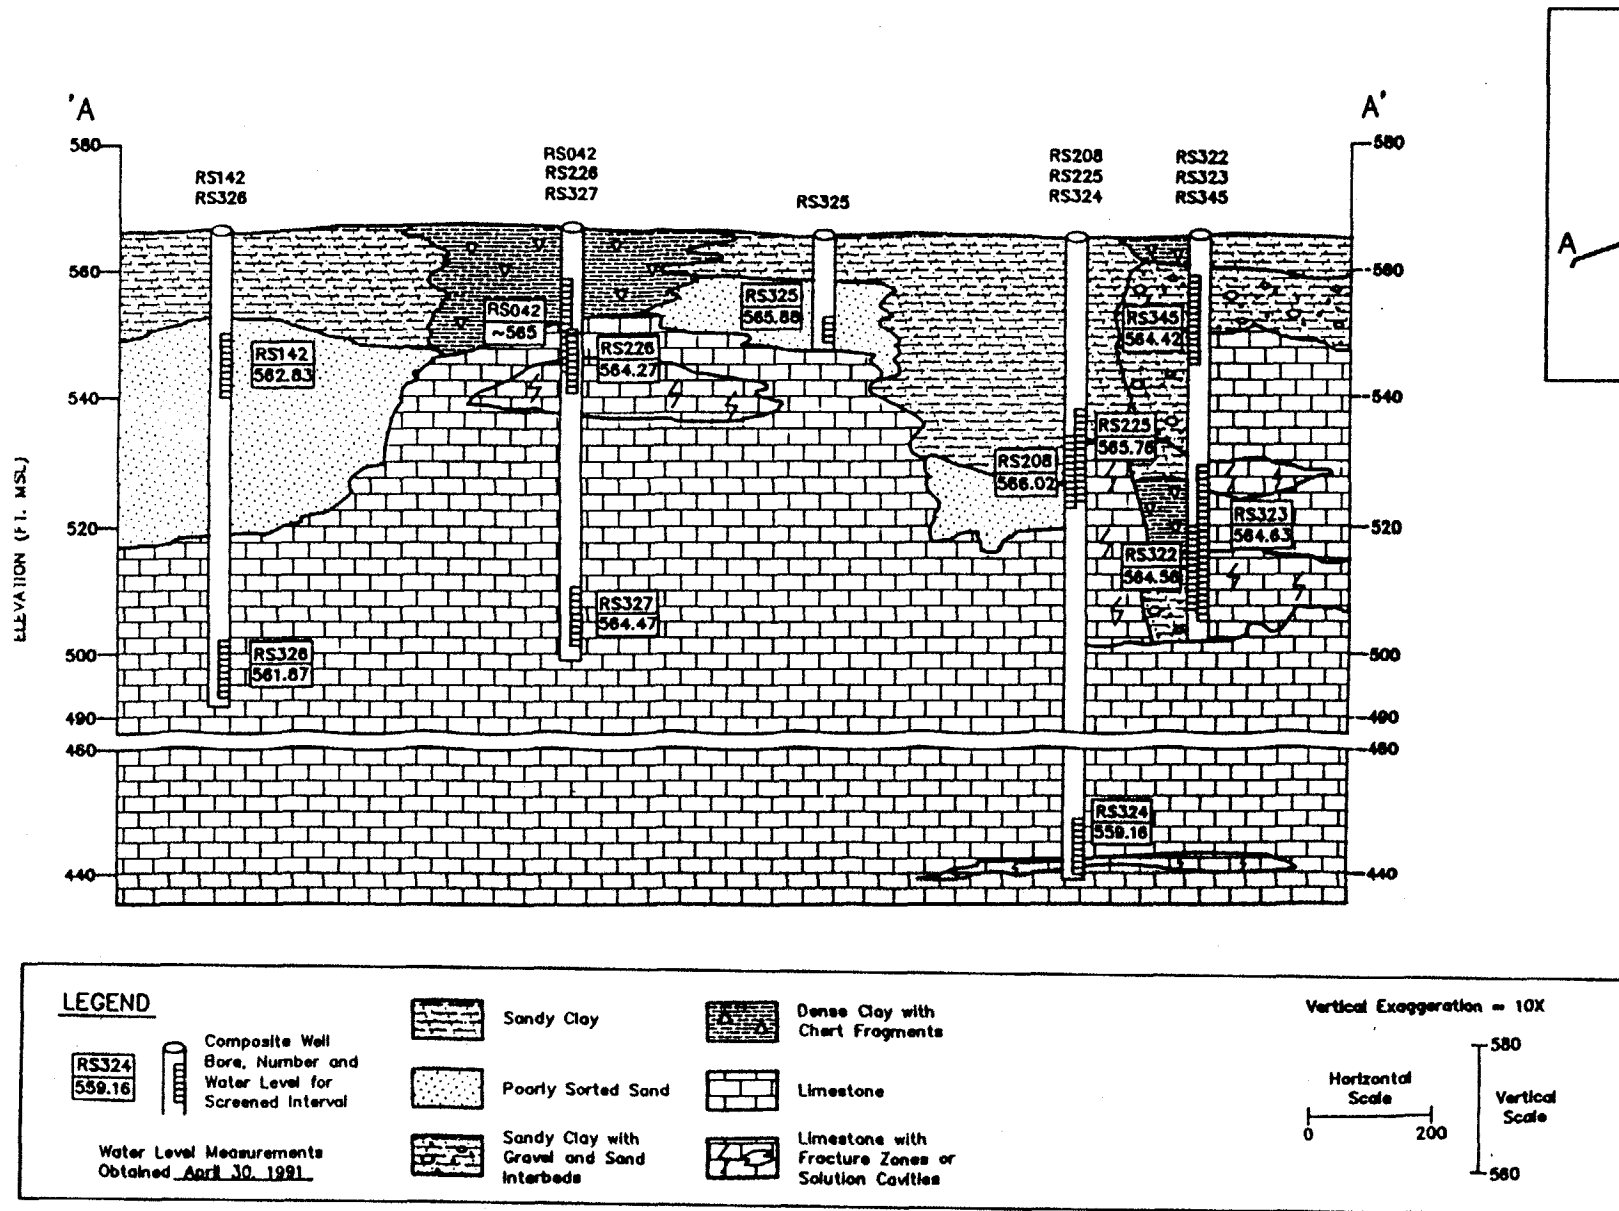 'A
A'
580
580
RS142
RS326
RS042
RS226
RS327
RS325
RS208
RS225
RS324
RS322
RS323
RS345
A
560
560
RS042
~565
RS325
565.88
RS345
564.42
RS142
562.83
RS226
564.27
540
540
RS225
565.76
RS208
566.02
ELEVATION (FT. MSL)
520
520
RS323
564.63
RS322
564.56
RS327
564.47
500
500
RS326
561.87
490
490
460
460
RS324
559.16
440
440
LEGEND
RS324
559.16
Composite Well
Bore, Number and
Water Level for
Screened Interval
Water Level Measurements
Obtained April 30, 1991
Sandy Clay
Poorly Sorted Sand
Sandy Clay with
Gravel and Sand
Interbeds
Dense Clay with
Chert Fragments
Limestone
Limestone with
Fracture Zones or
Solution Cavities
Vertical Exaggeration = 10X
Horizontal
Scale
0 200
580
Vertical
Scale
560